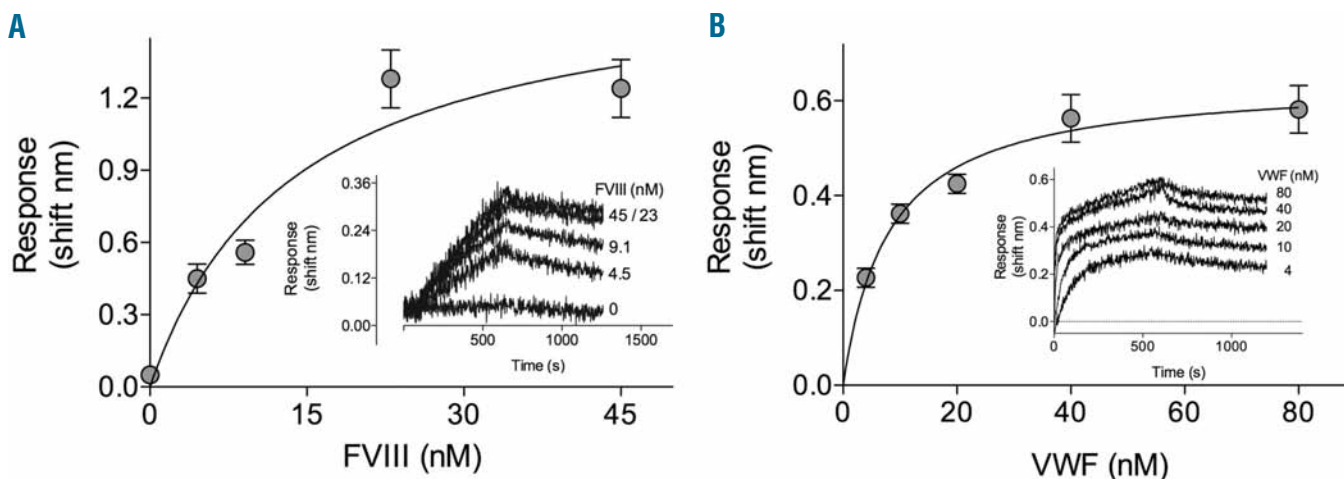 A
Response
(shift nm)
1.2
0.9
0.6
0.3
0.0
0
15
30
45
FVIII (nM)
Response
(shift nm)
0.36
0.24
0.12
0.00
500
1000
1500
Time (s)
FVIII (nM)
45 / 23
9.1
4.5
0
B
Response
(shift nm)
0.6
0.4
0.2
0.0
0
20
40
60
80
VWF (nM)
Response
(shift nm)
0.6
0.4
0.2
0.0
0
500
1000
Time (s)
VWF (nM)
80
40
20
10
4